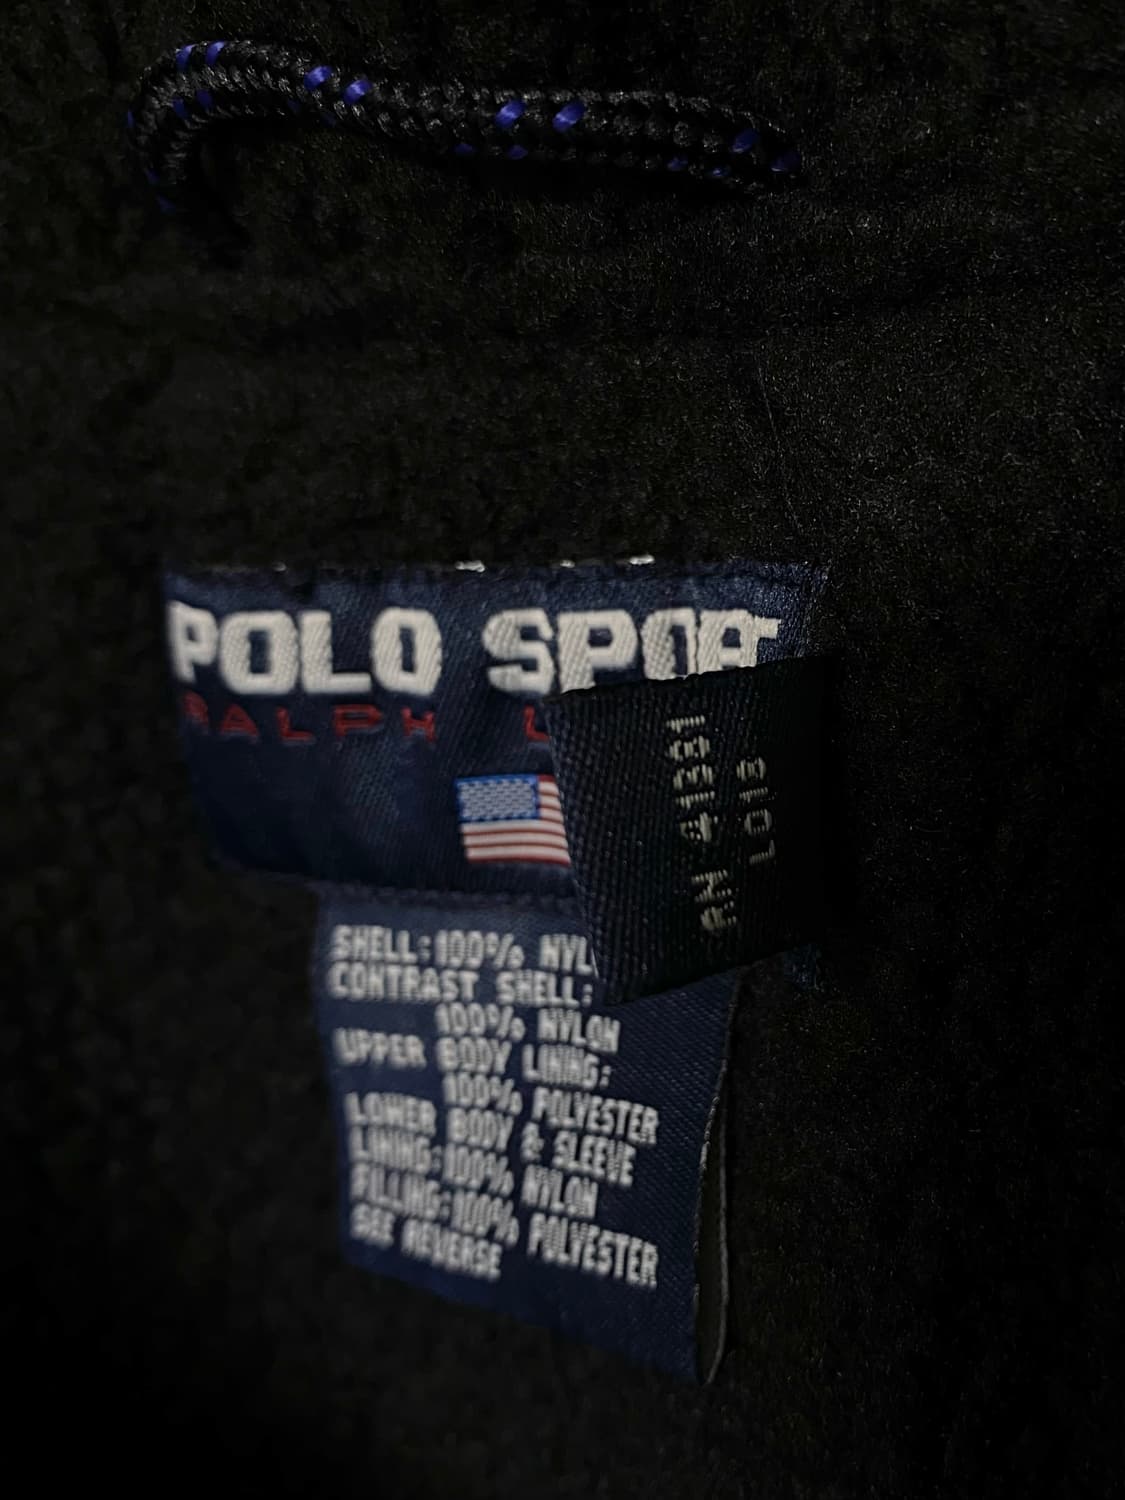 POLO SPORT
RALPH L
RN 41381
L018
SHELL: 100% NYL
CONTRAST SHELL:
100% NYLON
UPPER BODY LINING:
100% POLYESTER
LOWER BODY & SLEEVE
LINING: 100% NYLON
FILLING: 100% POLYESTER
SEE REVERSE